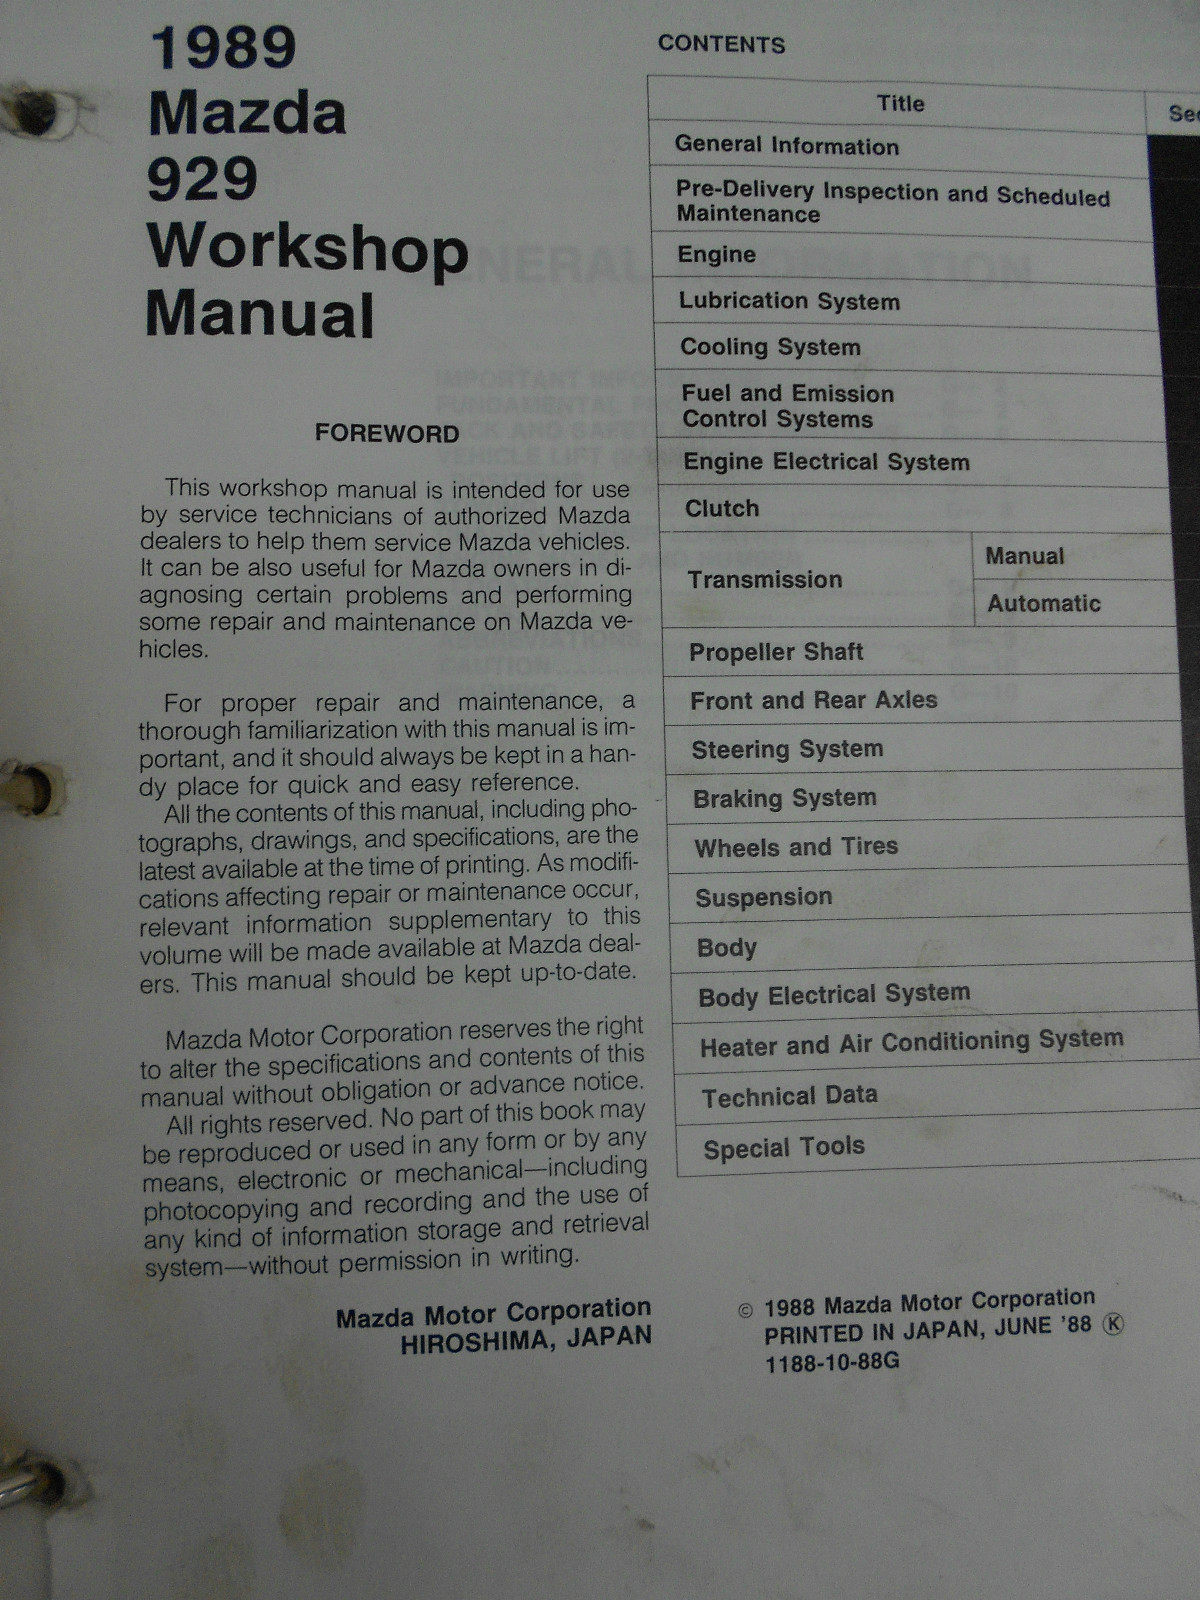 1989
Mazda
929
Workshop
Manual
FOREWORD
This workshop manual is intended for use
by service technicians of authorized Mazda
dealers to help them service Mazda vehicles.
It can be also useful for Mazda owners in di-
agnosing certain problems and performing
some repair and maintenance on Mazda ve-
hicles.
For proper repair and maintenance, a
thorough familiarization with this manual is im-
portant, and it should always be kept in a han-
dy place for quick and easy reference.
All the contents of this manual, including pho-
tographs, drawings, and specifications, are the
latest available at the time of printing. As modifi-
cations affecting repair or maintenance occur,
relevant information supplementary to this
volume will be made available at Mazda deal-
ers. This manual should be kept up-to-date.
Mazda Motor Corporation reserves the right
to alter the specifications and contents of this
manual without obligation or advance notice.
All rights reserved. No part of this book may
be reproduced or used in any form or by any
means, electronic or mechanical—including
photocopying and recording and the use of
any kind of information storage and retrieval
system—without permission in writing.
Mazda Motor Corporation
HIROSHIMA, JAPAN
CONTENTS
Title
General Information
Pre-Delivery Inspection and Scheduled
Maintenance
Engine
Lubrication System
Cooling System
Fuel and Emission
Control Systems
Engine Electrical System
Clutch
Transmission
Manual
Automatic
Propeller Shaft
Front and Rear Axles
Steering System
Braking System
Wheels and Tires
Suspension
Body
Body Electrical System
Heater and Air Conditioning System
Technical Data
Special Tools
© 1988 Mazda Motor Corporation
PRINTED IN JAPAN, JUNE '88 Ⓚ
1188-10-88G